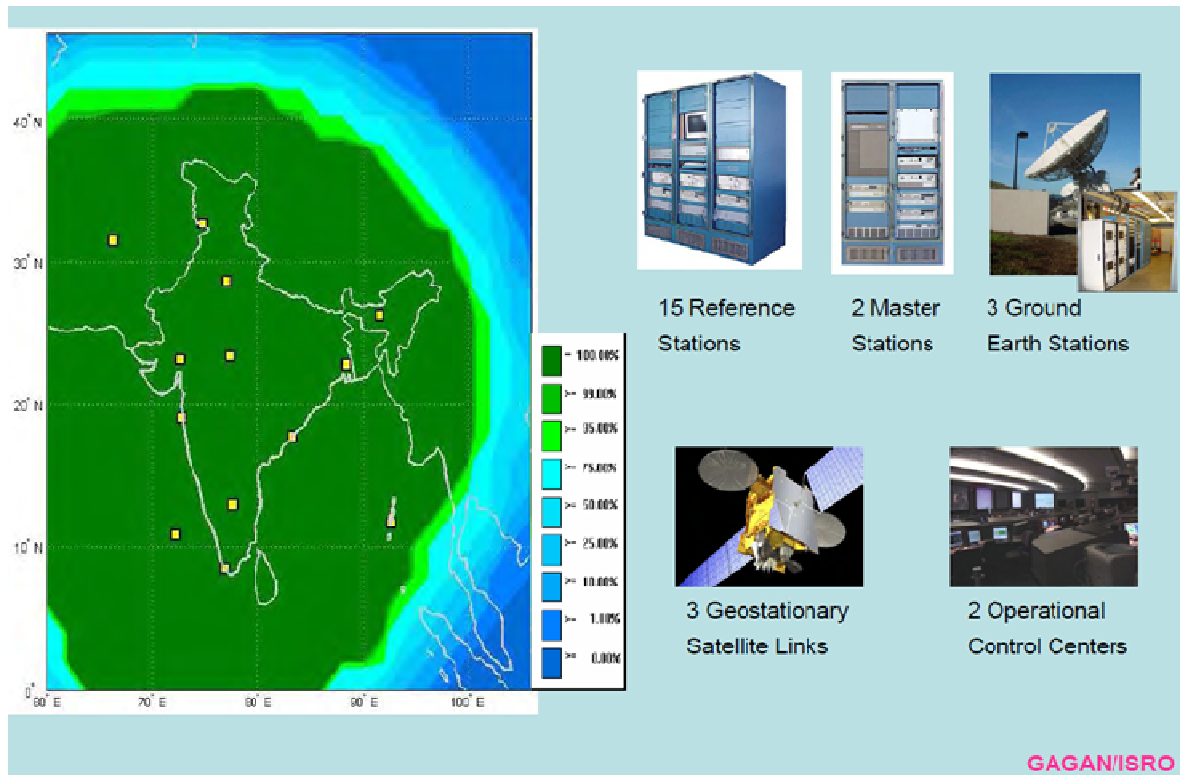 40° N
30° N
20° N
10° N
0°
60° E
70° E
80° E
90° E
100° E
= 100.00%
>= 99.00%
>= 95.00%
>= 75.00%
>= 50.00%
>= 25.00%
>= 10.00%
>= 1.00%
>= 0.00%
15 Reference
Stations
2 Master
Stations
3 Ground
Earth Stations
3 Geostationary
Satellite Links
2 Operational
Control Centers
GAGAN/ISRO